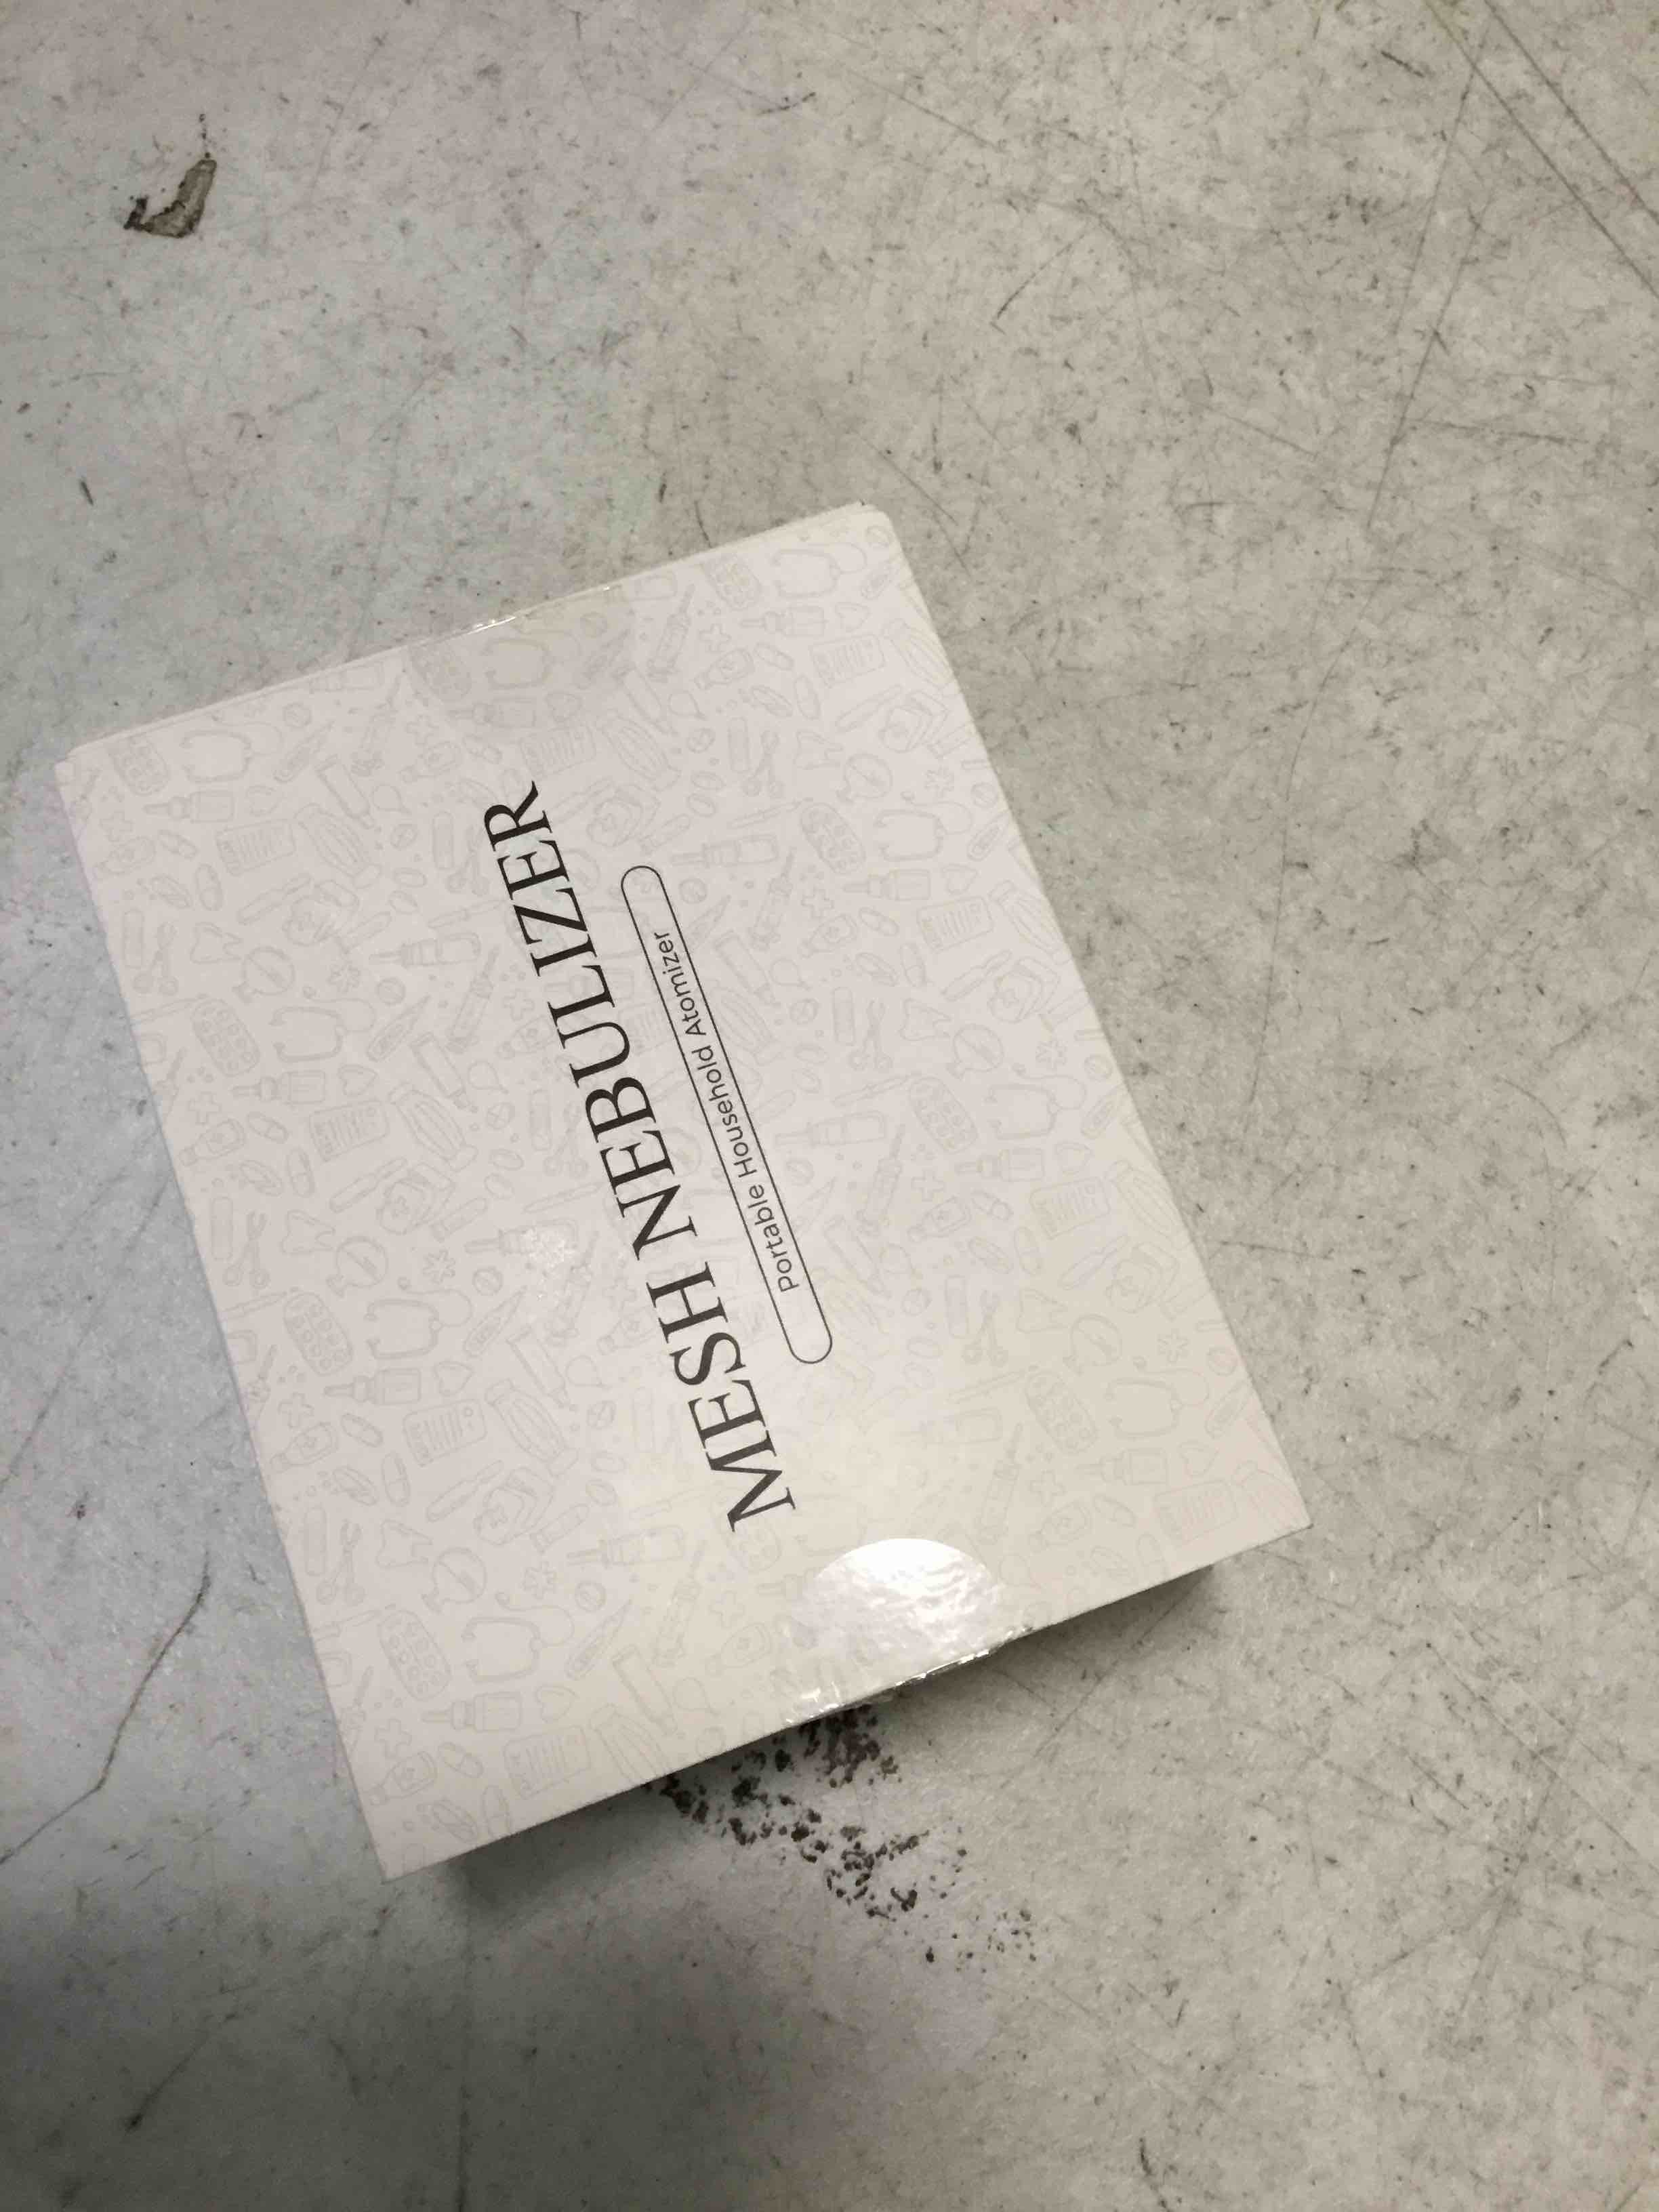 MESH NEBULIZER
Portable Household Atomizer